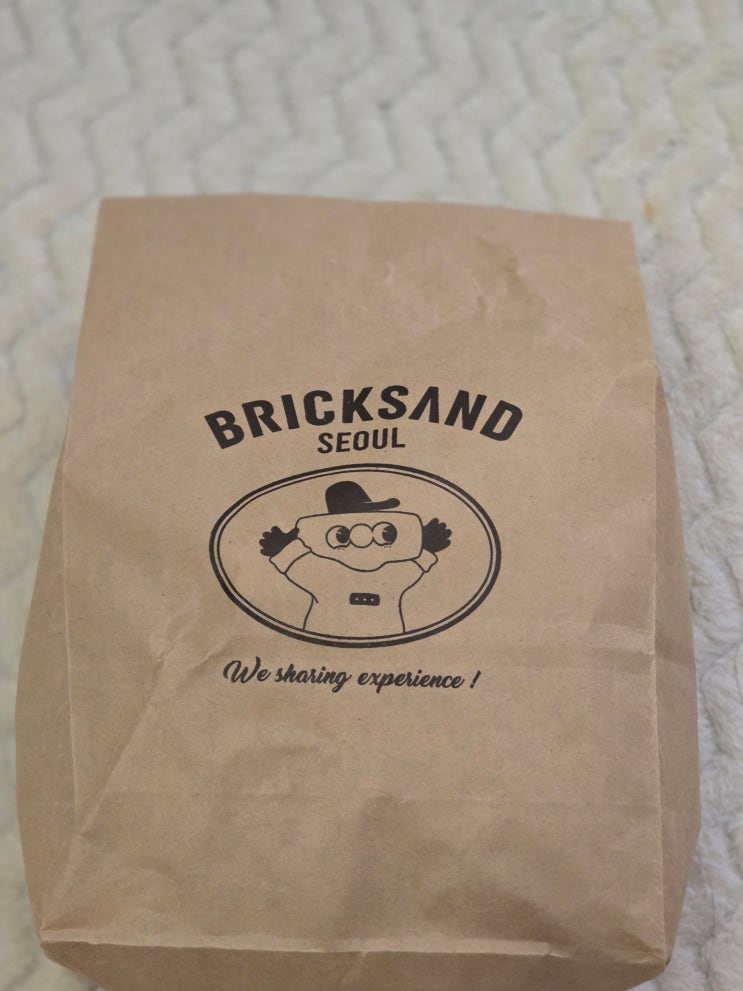 BRICKSAND
SEOUL
We sharing experience !